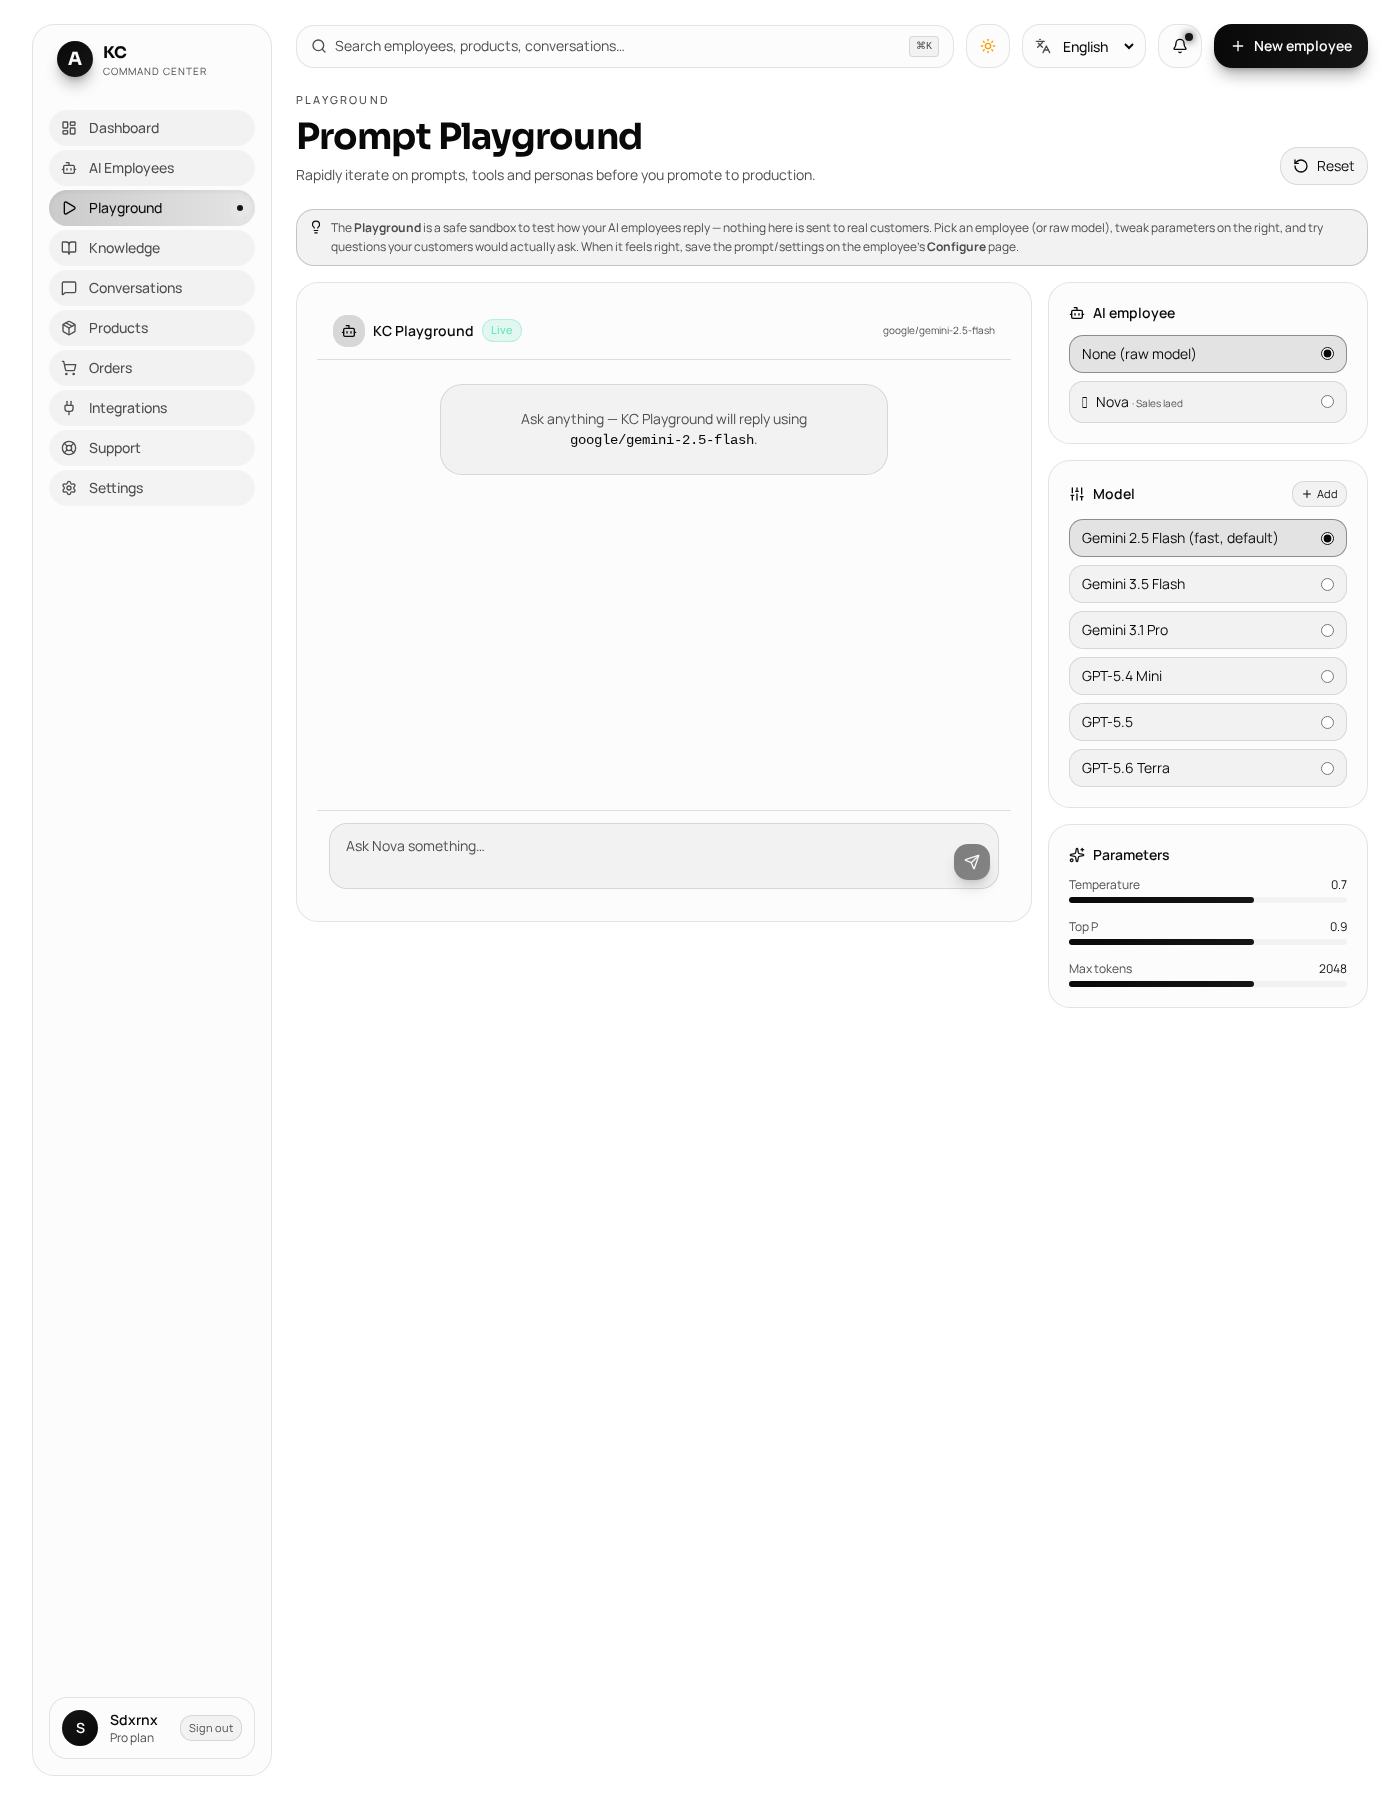 A
KC
COMMAND CENTER
Dashboard
AI Employees
Playground
Knowledge
Conversations
Products
Orders
Integrations
Support
Settings
S
Sdxrnx
Pro plan
Sign out
Search employees, products, conversations...
⌘K
English
New employee
PLAYGROUND
Prompt Playground
Rapidly iterate on prompts, tools and personas before you promote to production.
Reset
The Playground is a safe sandbox to test how your AI employees reply — nothing here is sent to real customers. Pick an employee (or raw model), tweak parameters on the right, and try
questions your customers would actually ask. When it feels right, save the prompt/settings on the employee's Configure page.
KC Playground
Live
google/gemini-2.5-flash
Ask anything — KC Playground will reply using
google/gemini-2.5-flash.
Ask Nova something...
AI employee
None (raw model)
Nova · Sales laed
Model
Add
Gemini 2.5 Flash (fast, default)
Gemini 3.5 Flash
Gemini 3.1 Pro
GPT-5.4 Mini
GPT-5.5
GPT-5.6 Terra
Parameters
Temperature 0.7
Top P 0.9
Max tokens 2048